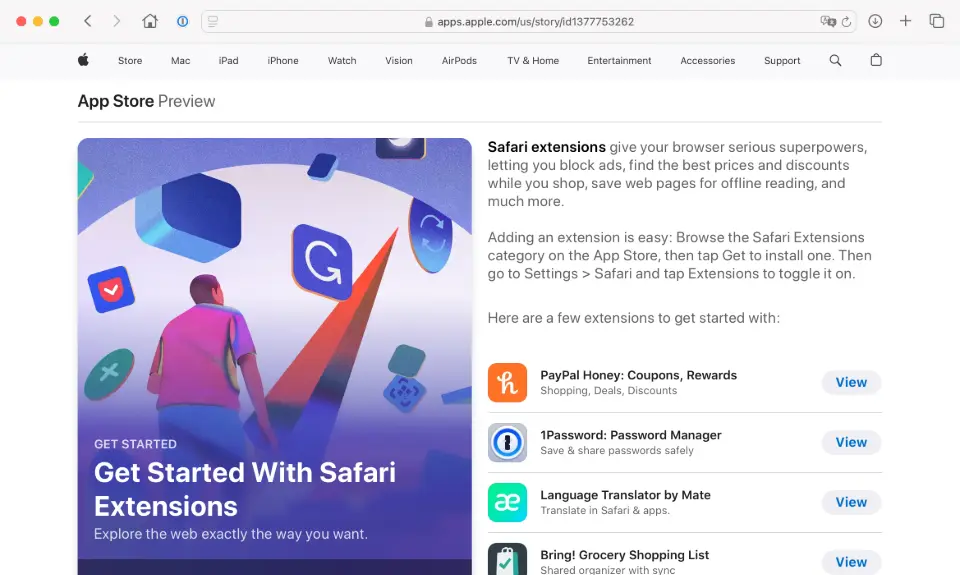 apps.apple.com/us/story/id1377753262
Store Mac iPad iPhone Watch Vision AirPods TV & Home Entertainment Accessories Support
App Store Preview
GET STARTED
Get Started With Safari
Extensions
Explore the web exactly the way you want.
Safari extensions give your browser serious superpowers,
letting you block ads, find the best prices and discounts
while you shop, save web pages for offline reading, and
much more.
Adding an extension is easy: Browse the Safari Extensions
category on the App Store, then tap Get to install one. Then
go to Settings > Safari and tap Extensions to toggle it on.
Here are a few extensions to get started with:
PayPal Honey: Coupons, Rewards
Shopping, Deals, Discounts
View
1Password: Password Manager
Save & share passwords safely
View
Language Translator by Mate
Translate in Safari & apps.
View
Bring! Grocery Shopping List
Shared organizer with sync
View